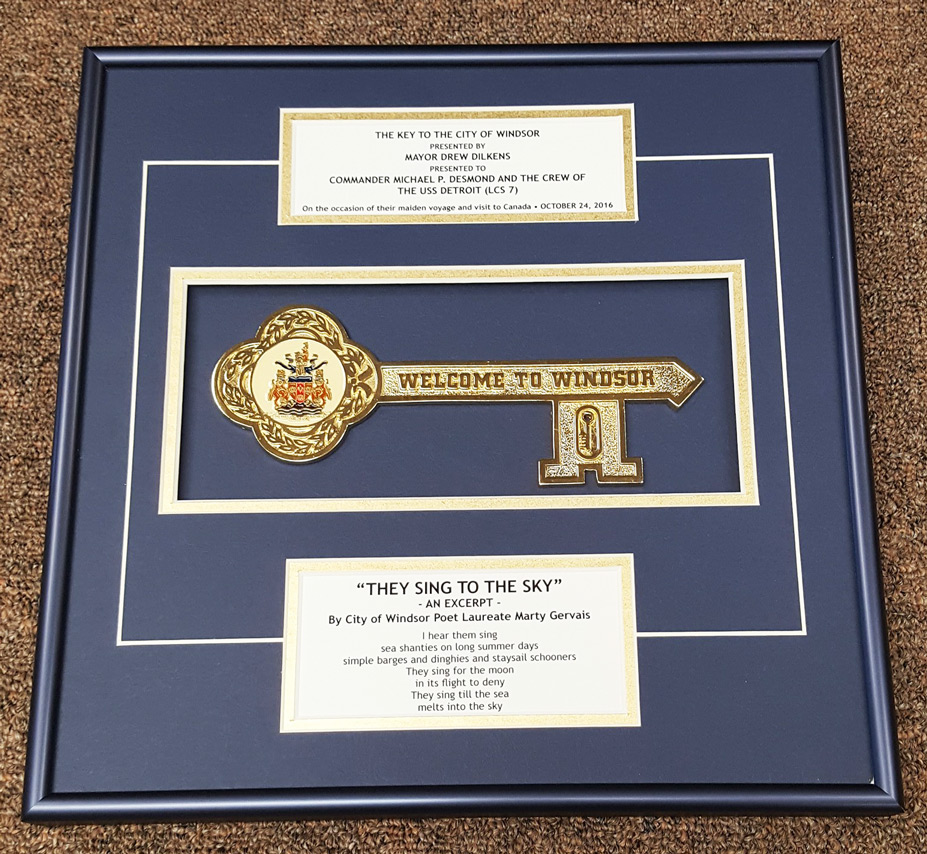 THE KEY TO THE CITY OF WINDSOR
PRESENTED BY
MAYOR DREW DILKENS
PRESENTED TO
COMMANDER MICHAEL P. DESMOND AND THE CREW OF
THE USS DETROIT (LCS 7)
On the occasion of their maiden voyage and visit to Canada • OCTOBER 24, 2016
WELCOME TO WINDSOR
“THEY SING TO THE SKY”
- AN EXCERPT -
By City of Windsor Poet Laureate Marty Gervais
I hear them sing
sea shanties on long summer days
simple barges and dinghies and staysail schooners
They sing for the moon
in its flight to deny
They sing till the sea
melts into the sky